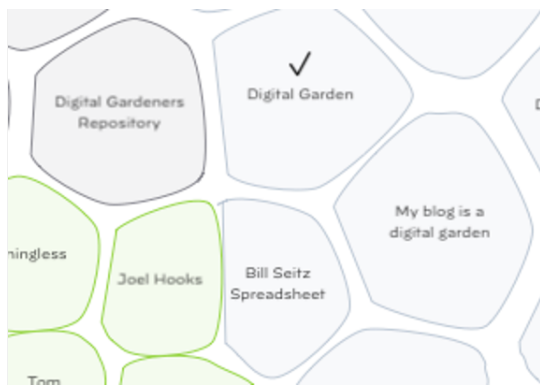 ✓
Digital Garden
Digital Gardeners
Repository
My blog is a
digital garden
Joel Hooks
Bill Seitz
Spreadsheet
Tom